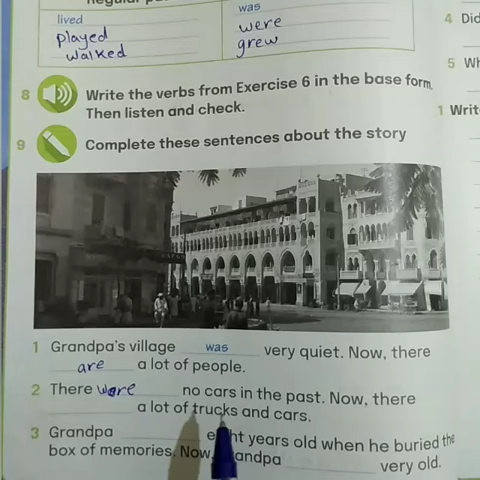 regular pa
lived was
played were
walked grew
4 Did
5 Wh
8 Write the verbs from Exercise 6 in the base form.
Then listen and check.
1 Writ
9 Complete these sentences about the story
1 Grandpa's village was very quiet. Now, there
are a lot of people.
2 There were no cars in the past. Now, there
a lot of trucks and cars.
3 Grandpa eight years old when he buried the
box of memories. Now, andpa very old.